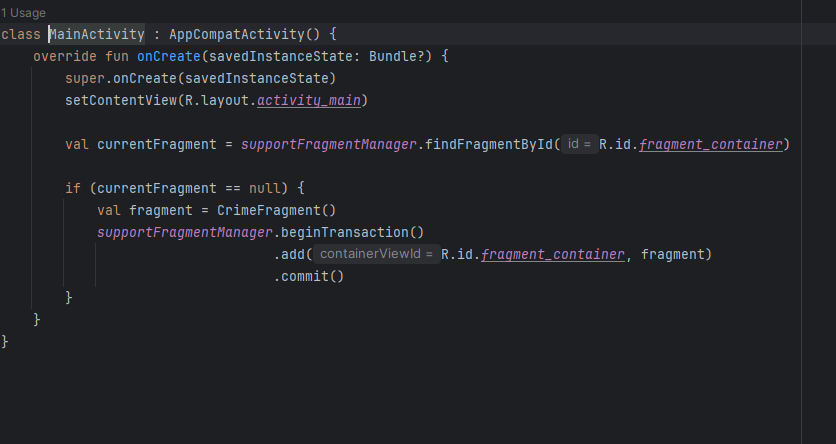 1 Usage
class MainActivity : AppCompatActivity() {
override fun onCreate(savedInstanceState: Bundle?) {
super.onCreate(savedInstanceState)
setContentView(R.layout.activity_main)
val currentFragment = supportFragmentManager.findFragmentById( id = R.id.fragment_container)
if (currentFragment == null) {
val fragment = CrimeFragment()
supportFragmentManager.beginTransaction()
.add( containerViewId = R.id.fragment_container, fragment)
.commit()
}
}
}